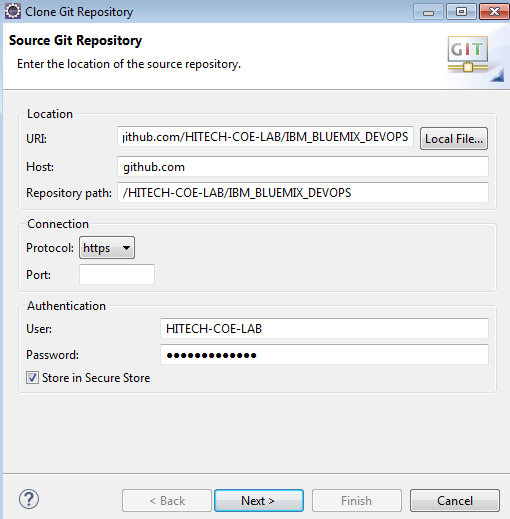 Clone Git Repository
Source Git Repository
Enter the location of the source repository.
GIT
Location
URI: github.com/HITECH-COE-LAB/IBM_BLUEMIX_DEVOPS Local File...
Host: github.com
Repository path: /HITECH-COE-LAB/IBM_BLUEMIX_DEVOPS
Connection
Protocol: https
Port:
Authentication
User: HITECH-COE-LAB
Password: ●●●●●●●●●●●●●
Store in Secure Store
? < Back Next > Finish Cancel